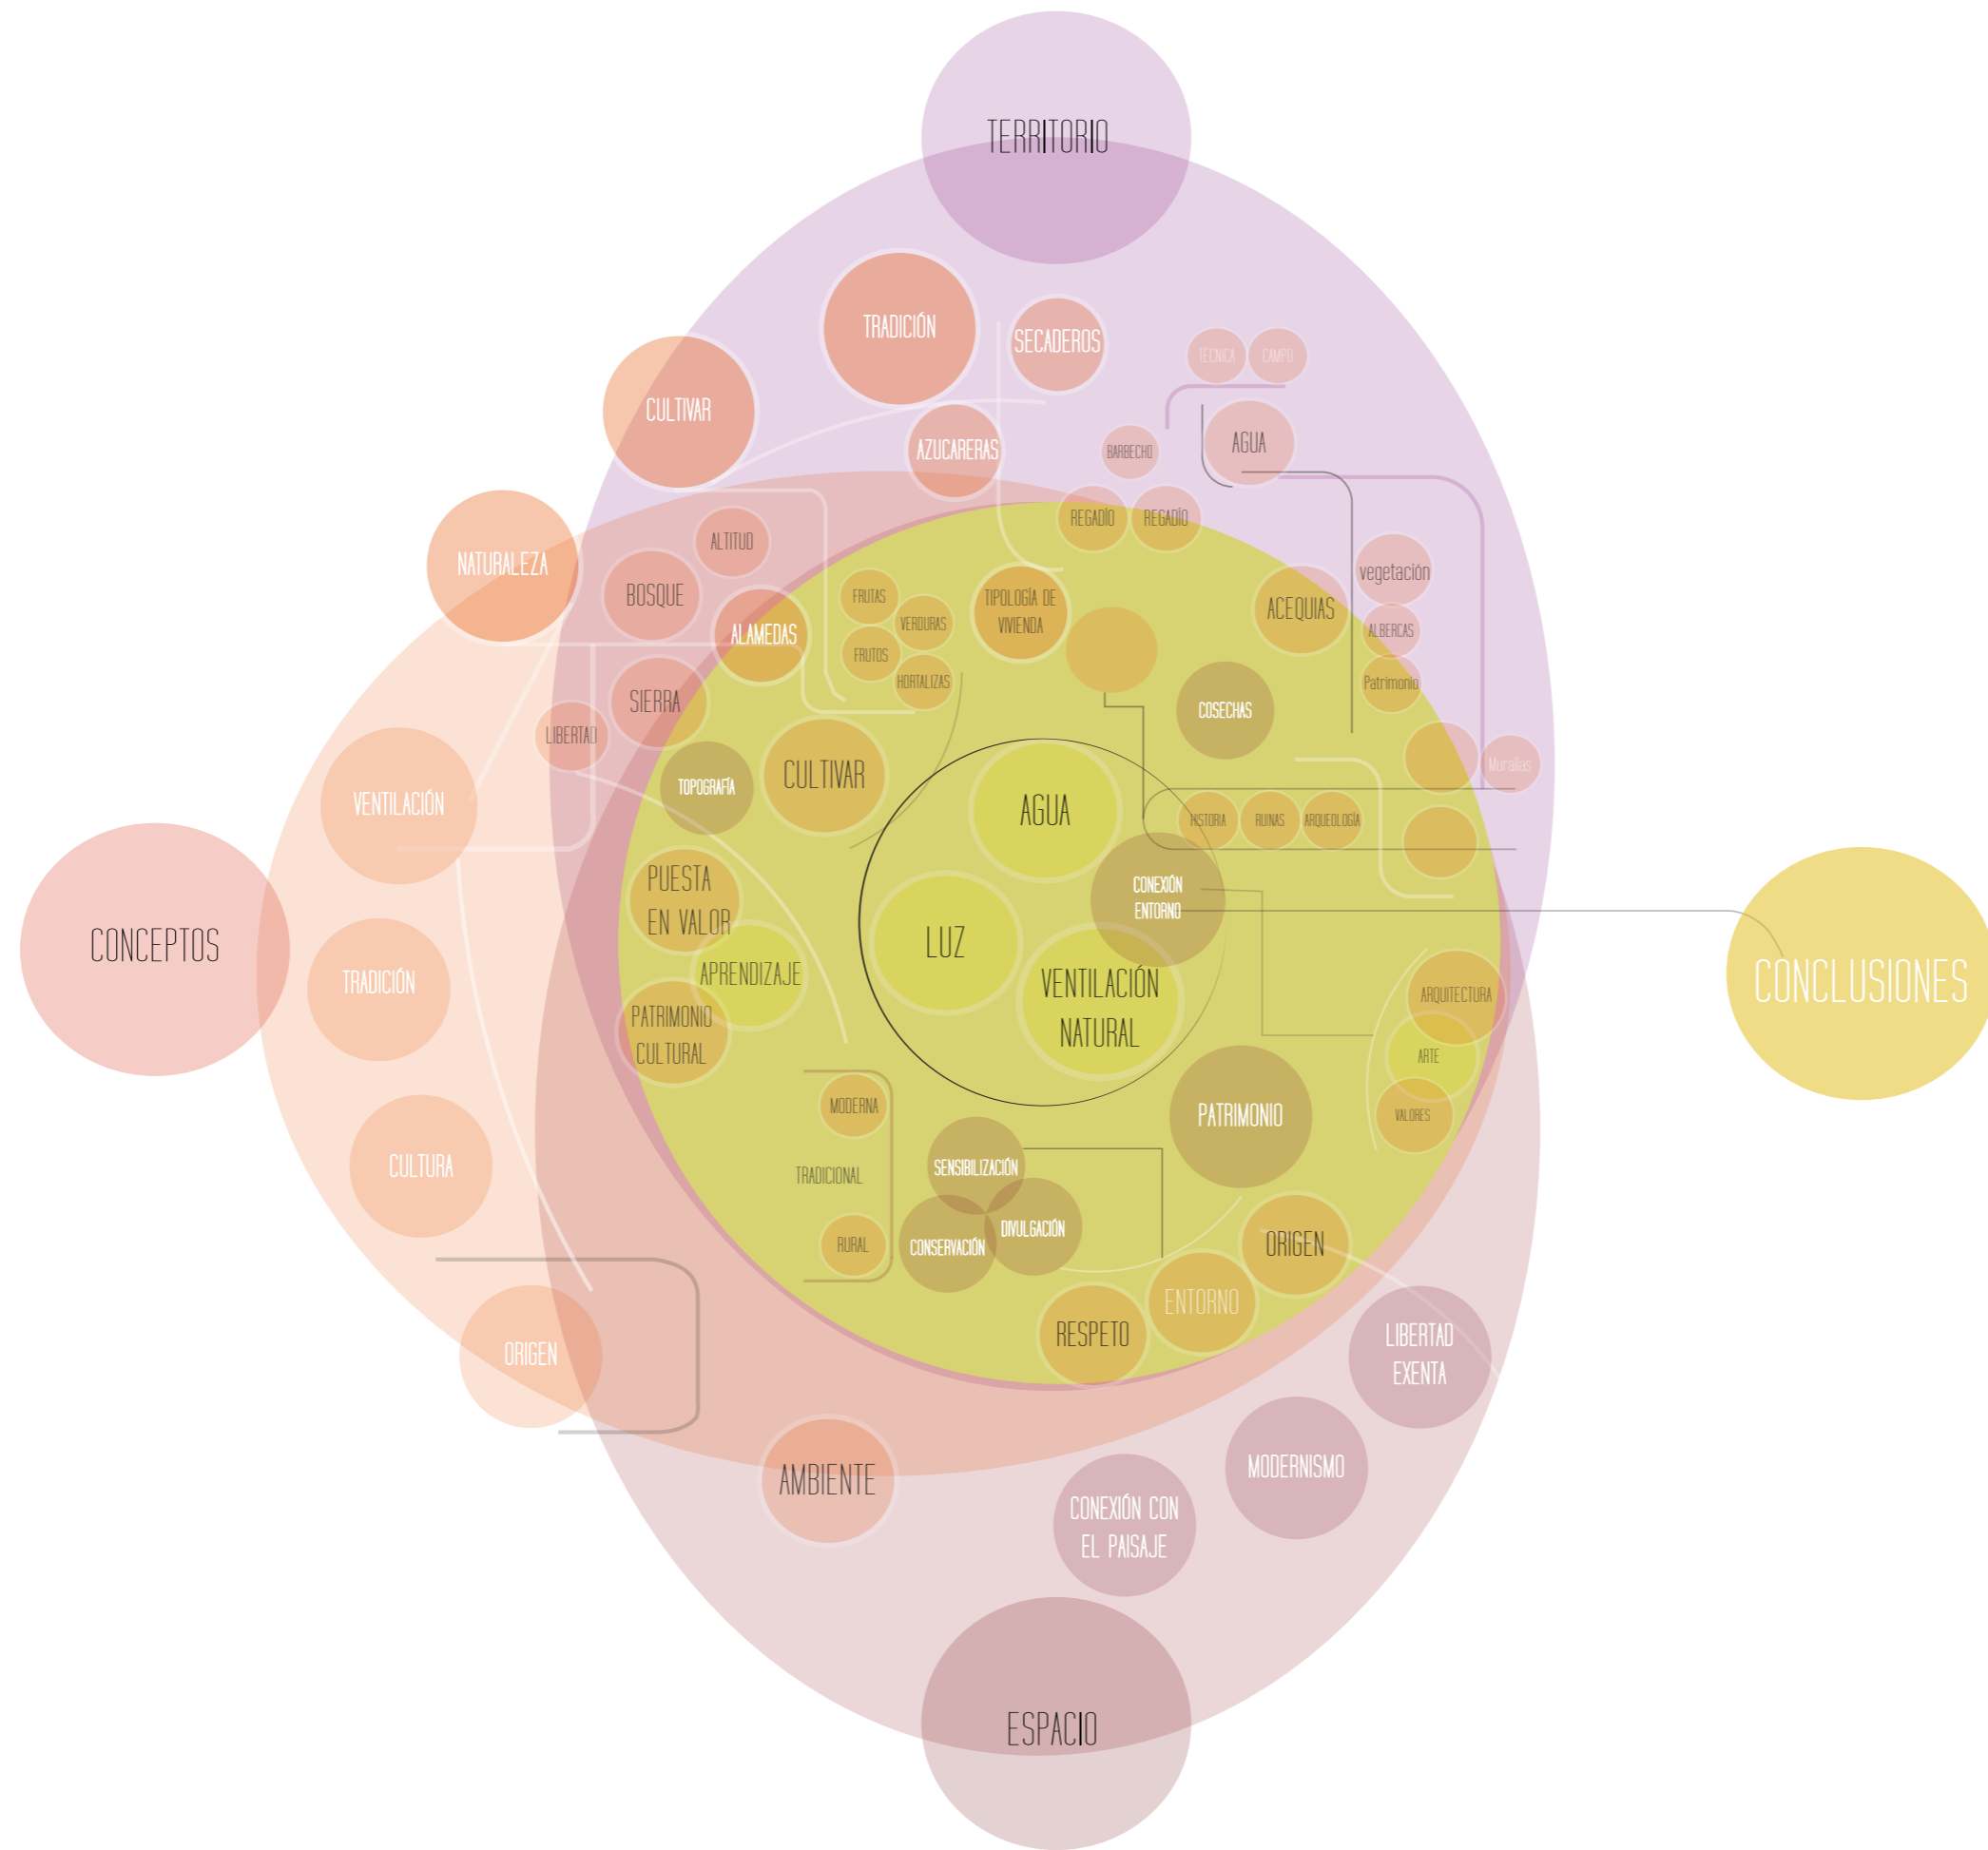 TERRITORIO
TRADICIÓN
SECADEROS
TÉCNICA
CAMPO
CULTIVAR
AZUCARERAS
BARBECHO
AGUA
REGADÍO
REGADÍO
ALTITUD
NATURALEZA
BOSQUE
vegetación
FRUTAS
TIPOLOGÍA DE
VIVIENDA
ACEQUIAS
VERDURAS
ALAMEDAS
ALBERCAS
FRUTOS
HORTALIZAS
Patrimonio
SIERRA
COSECHAS
LIBERTAD
Murallas
TOPOGRAFÍA
CULTIVAR
VENTILACIÓN
AGUA
HISTORIA
RUINAS
ARQUEOLOGÍA
PUESTA
EN VALOR
CONEXIÓN
ENTORNO
CONCEPTOS
LUZ
APRENDIZAJE
TRADICIÓN
VENTILACIÓN
NATURAL
ARQUITECTURA
CONCLUSIONES
PATRIMONIO
CULTURAL
ARTE
MODERNA
PATRIMONIO
VALORES
CULTURA
TRADICIONAL
SENSIBILIZACIÓN
DIVULGACIÓN
RURAL
CONSERVACIÓN
ORIGEN
ENTORNO
RESPETO
ORIGEN
LIBERTAD
EXENTA
AMBIENTE
MODERNISMO
CONEXIÓN CON
EL PAISAJE
ESPACIO